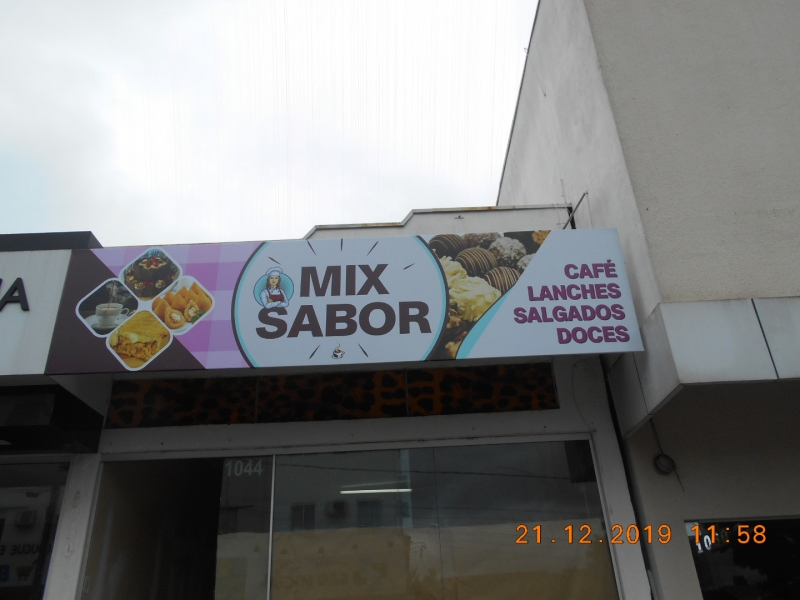 MIX
SABOR
CAFÉ
LANCHES
SALGADOS
DOCES
1044
21.12.2019 11:58